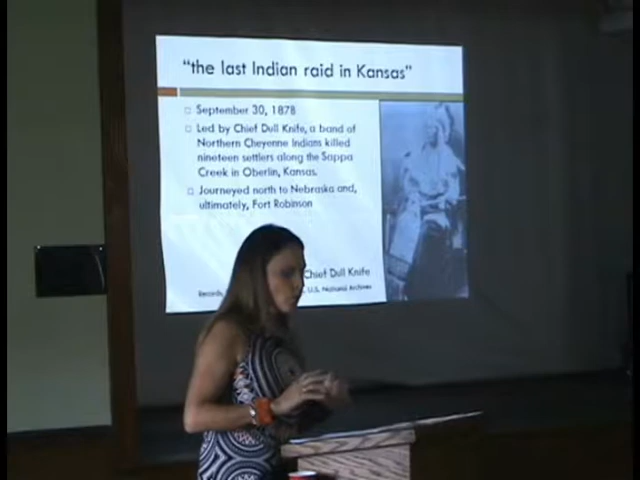 "the last Indian raid in Kansas"
September 30, 1878
Led by Chief Dull Knife, a band of
Northern Cheyenne Indians killed
nineteen settlers along the Sappa
Creek in Oberlin, Kansas.
Journeyed north to Nebraska and,
ultimately, Fort Robinson
Chief Dull Knife
Records, U.S. National Archives